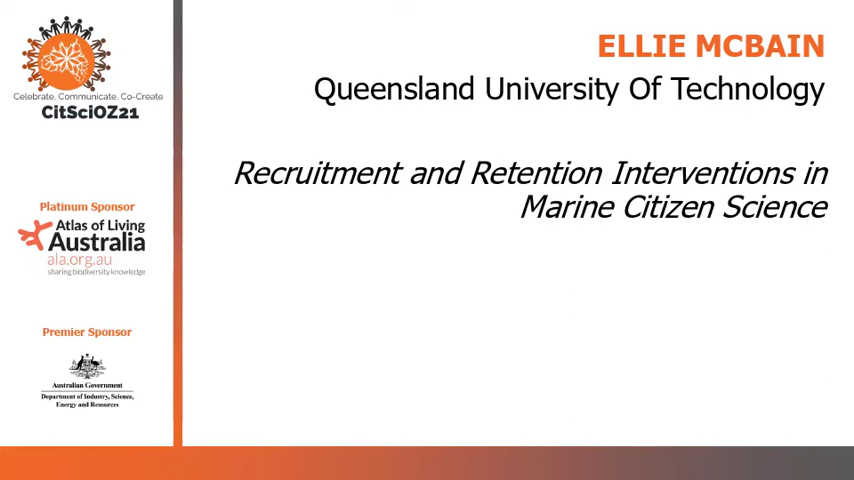 Celebrate, Communicate, Co-Create
CitSciOZ21
Platinum Sponsor
Atlas of Living
Australia
ala.org.au
sharing biodiversity knowledge
Premier Sponsor
Australian Government
Department of Industry, Science,
Energy and Resources
ELLIE MCBAIN
Queensland University Of Technology
Recruitment and Retention Interventions in
Marine Citizen Science